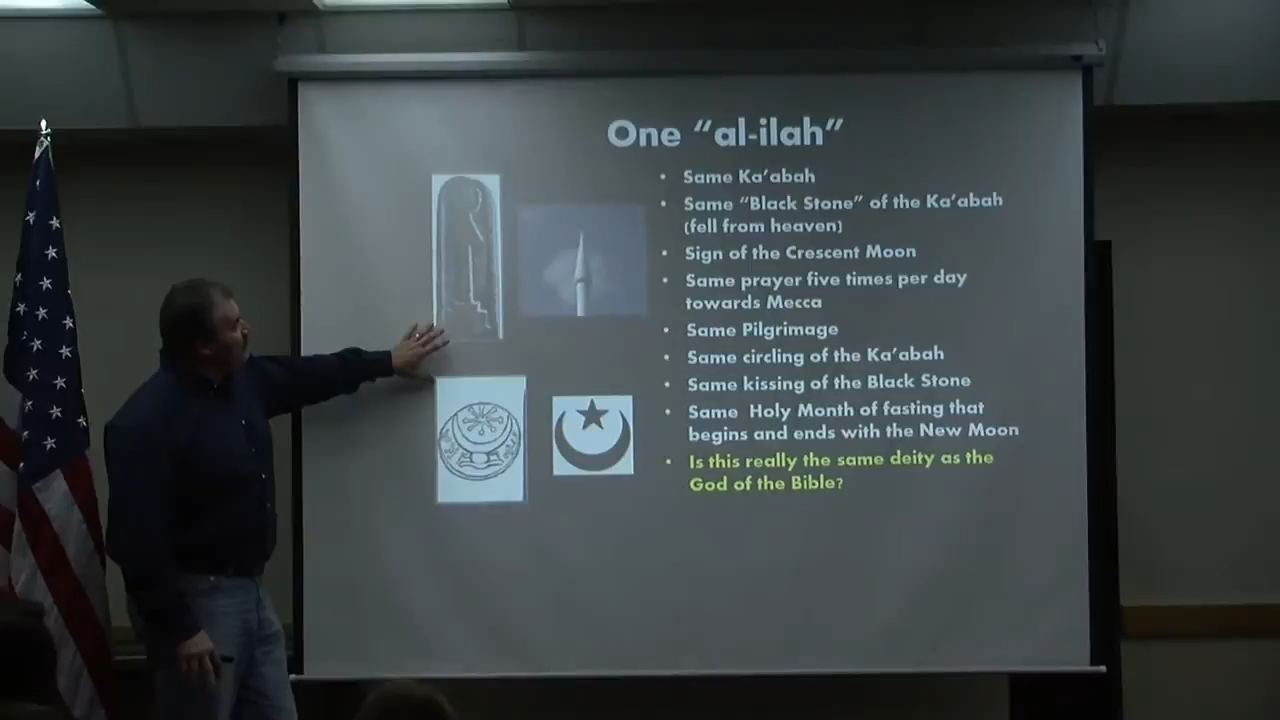 One “al-ilah”
• Same Ka’abah
• Same “Black Stone” of the Ka’abah
(fell from heaven)
• Sign of the Crescent Moon
• Same prayer five times per day
towards Mecca
• Same Pilgrimage
• Same circling of the Ka’abah
• Same kissing of the Black Stone
• Same Holy Month of fasting that
begins and ends with the New Moon
• Is this really the same deity as the
God of the Bible?